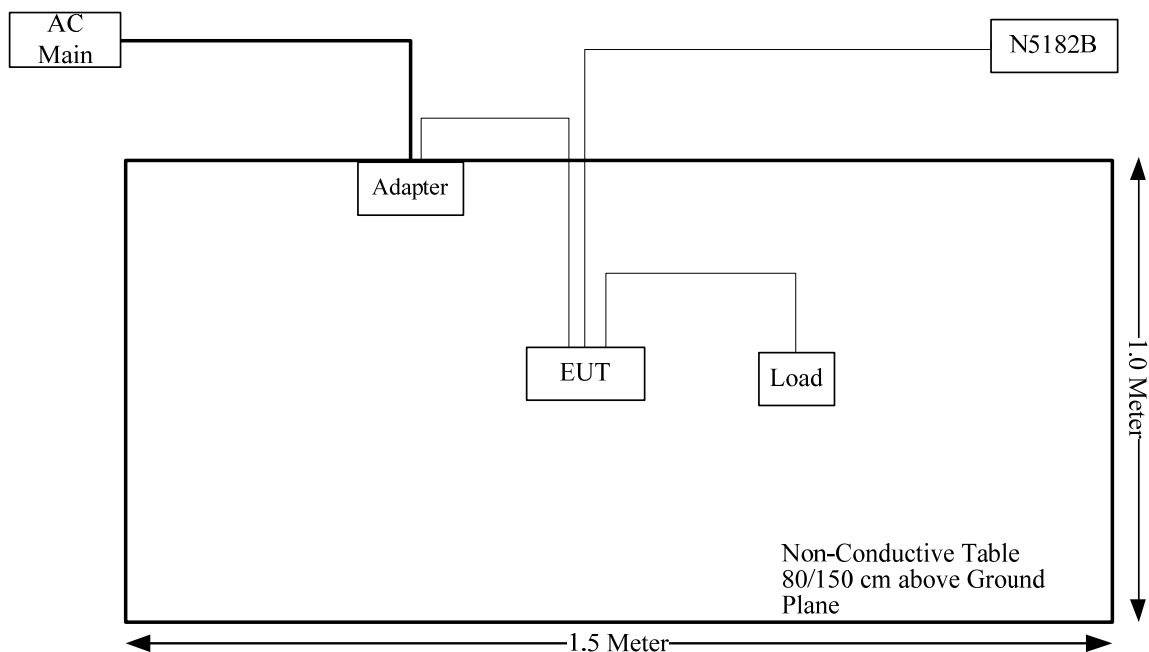 AC
Main
N5182B
Adapter
EUT
Load
1.0 Meter
Non-Conductive Table
80/150 cm above Ground
Plane
1.5 Meter